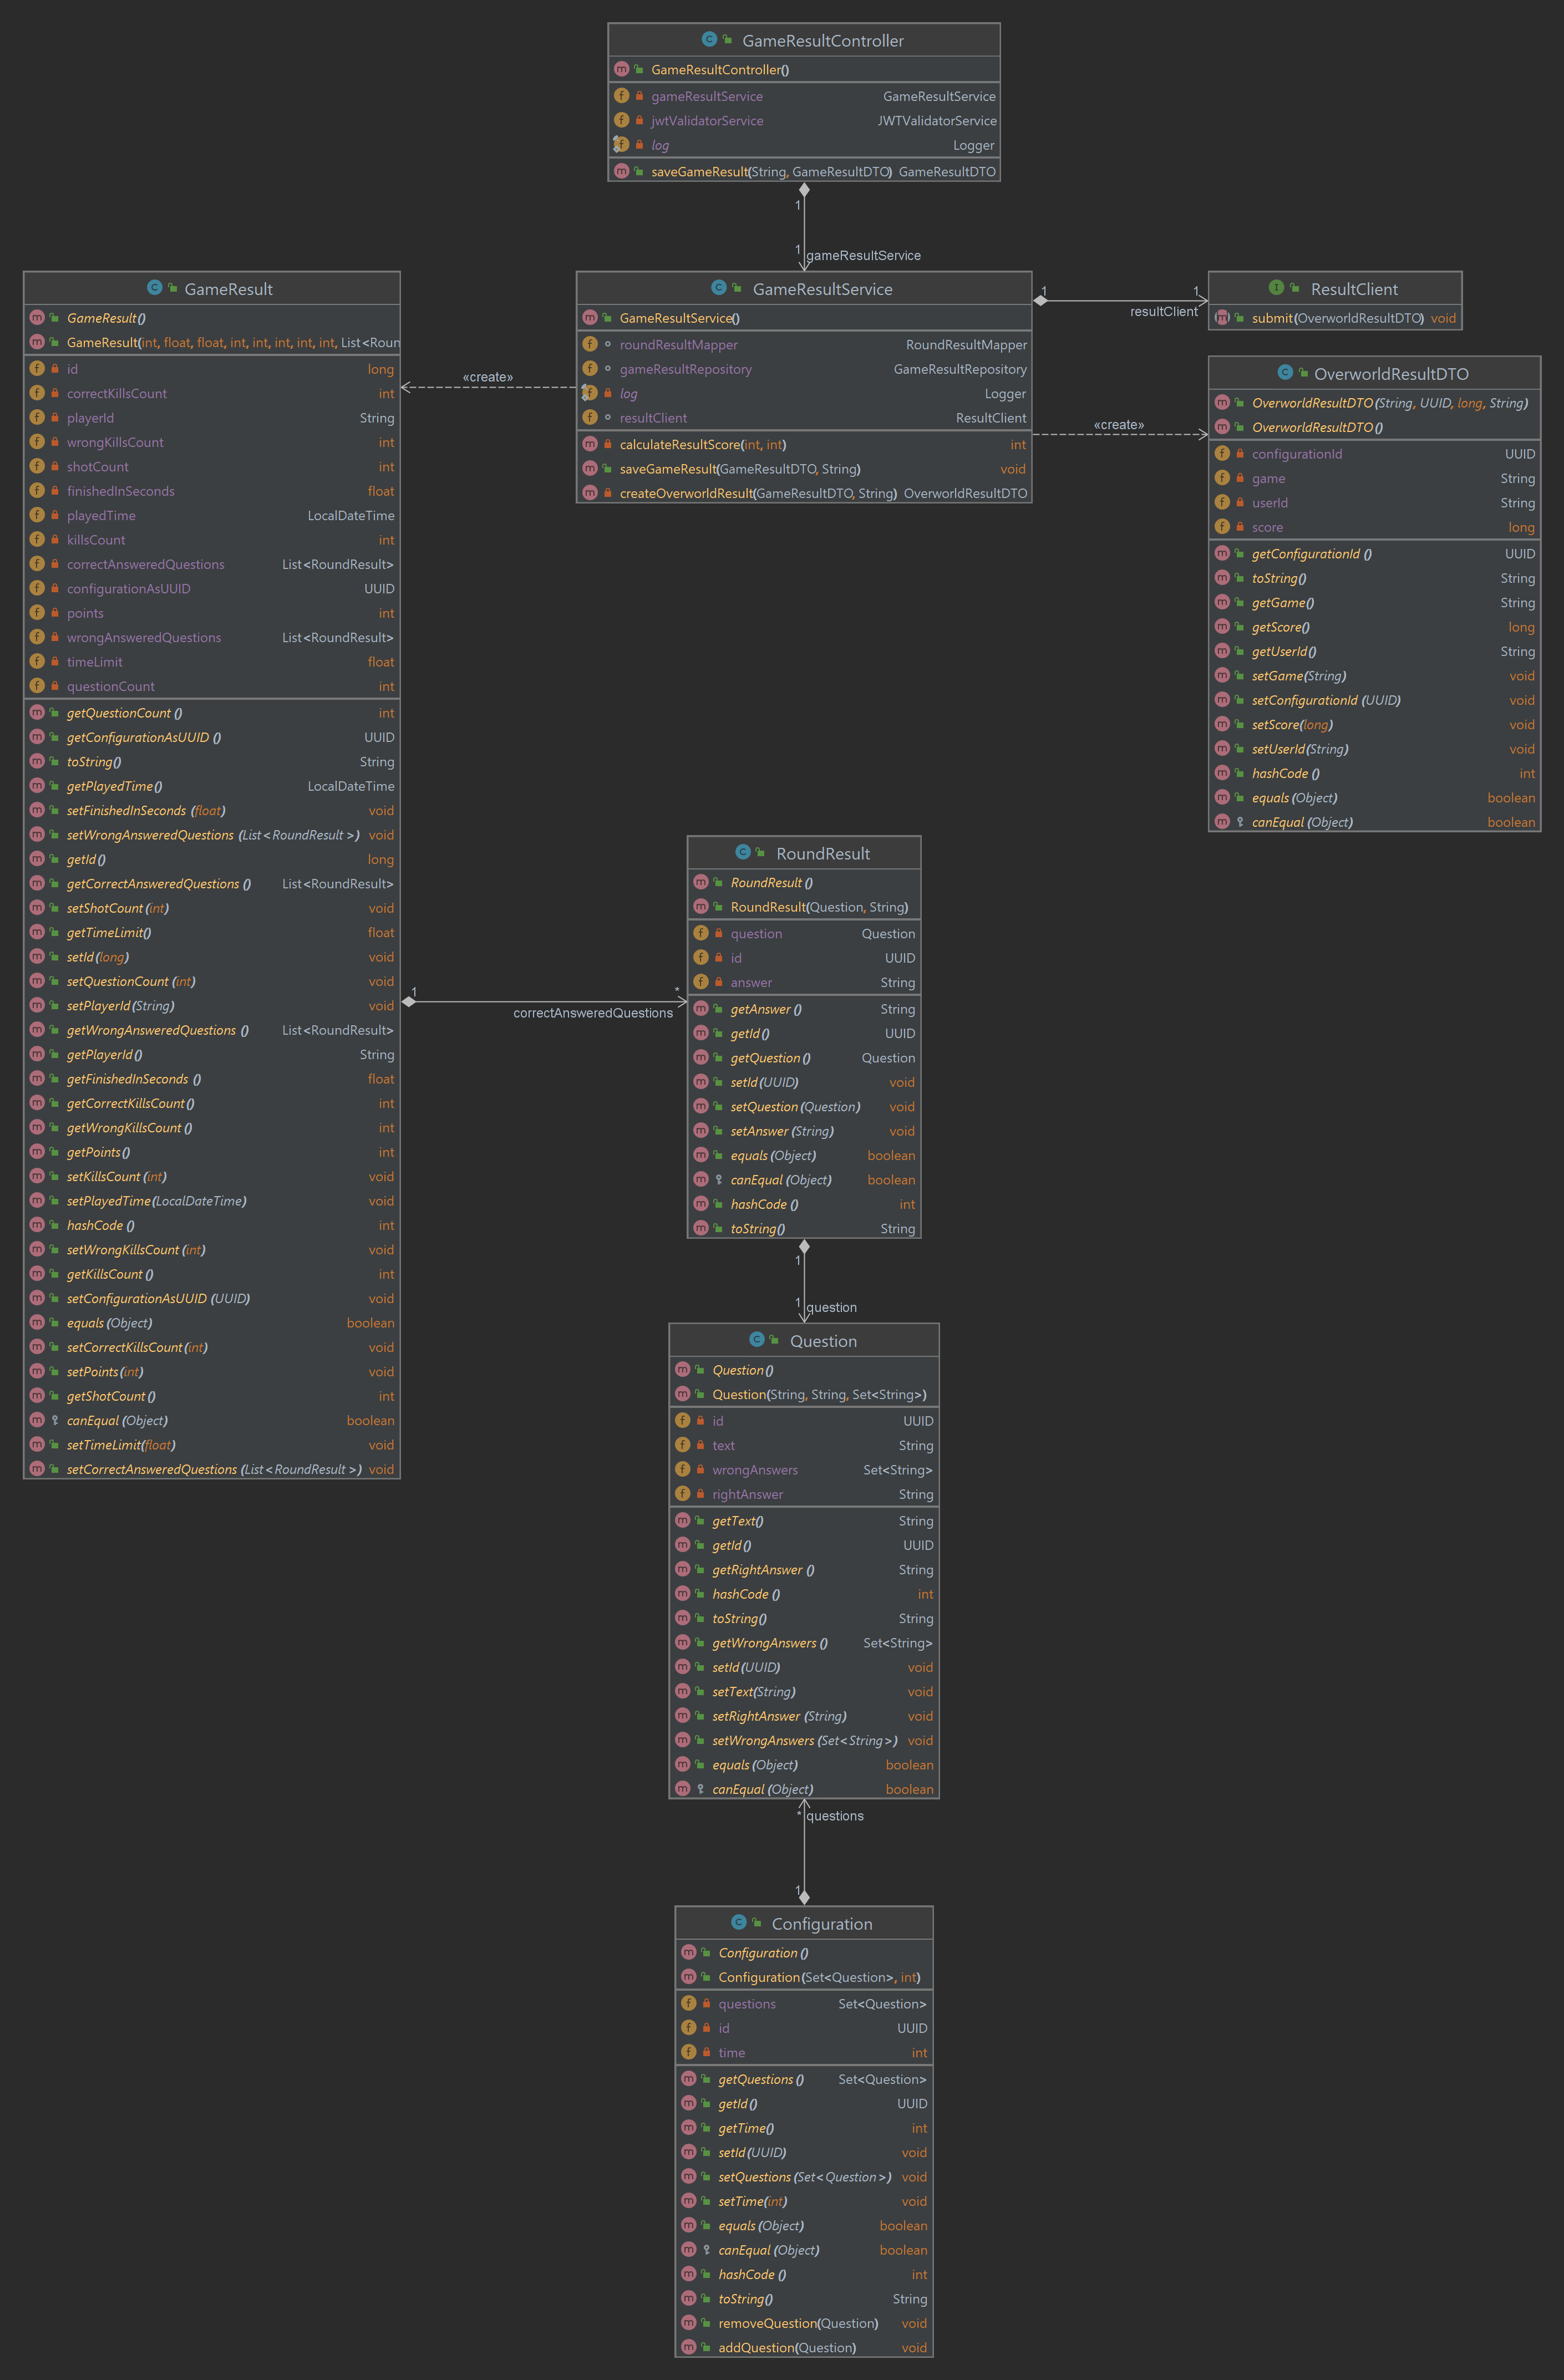 GameResultController
GameResultController()
gameResultService GameResultService
jwtValidatorService JWTValidatorService
log Logger
saveGameResult(String, GameResultDTO) GameResultDTO
1
1 gameResultService
GameResult
GameResult()
GameResult(int, float, float, int, int, int, int, int, List<Roun
id long
correctKillsCount int
playerId String
wrongKillsCount int
shotCount int
finishedInSeconds float
playedTime LocalDateTime
killsCount int
correctAnsweredQuestions List<RoundResult>
configurationAsUUID UUID
points int
wrongAnsweredQuestions List<RoundResult>
timeLimit float
questionCount int
getQuestionCount() int
getConfigurationAsUUID() UUID
toString() String
getPlayedTime() LocalDateTime
setFinishedInSeconds(float) void
setWrongAnsweredQuestions(List<RoundResult>) void
getId() long
getCorrectAnsweredQuestions() List<RoundResult>
setShotCount(int) void
getTimeLimit() float
setId(long) void
setQuestionCount(int) void
setPlayerId(String) void
getWrongAnsweredQuestions() List<RoundResult>
getPlayerId() String
getFinishedInSeconds() float
getCorrectKillsCount() int
getWrongKillsCount() int
getPoints() int
setKillsCount(int) void
setPlayedTime(LocalDateTime) void
hashCode() int
setWrongKillsCount(int) void
getKillsCount() int
setConfigurationAsUUID(UUID) void
equals(Object) boolean
setCorrectKillsCount(int) void
setPoints(int) void
getShotCount() int
canEqual(Object) boolean
setTimeLimit(float) void
setCorrectAnsweredQuestions(List<RoundResult>) void
«create»
GameResultService
GameResultService()
roundResultMapper RoundResultMapper
gameResultRepository GameResultRepository
log Logger
resultClient ResultClient
calculateResultScore(int, int) int
saveGameResult(GameResultDTO, String) void
createOverworldResult(GameResultDTO, String) OverworldResultDTO
1 1
resultClient
«create»
ResultClient
submit(OverworldResultDTO) void
OverworldResultDTO
OverworldResultDTO(String, UUID, long, String)
OverworldResultDTO()
configurationId UUID
game String
userId String
score long
getConfigurationId() UUID
toString() String
getGame() String
getScore() long
getUserId() String
setGame(String) void
setConfigurationId(UUID) void
setScore(long) void
setUserId(String) void
hashCode() int
equals(Object) boolean
canEqual(Object) boolean
1 *
correctAnsweredQuestions
RoundResult
RoundResult()
RoundResult(Question, String)
question Question
id UUID
answer String
getAnswer() String
getId() UUID
getQuestion() Question
setId(UUID) void
setQuestion(Question) void
setAnswer(String) void
equals(Object) boolean
canEqual(Object) boolean
hashCode() int
toString() String
1
1 question
Question
Question()
Question(String, String, Set<String>)
id UUID
text String
wrongAnswers Set<String>
rightAnswer String
getText() String
getId() UUID
getRightAnswer() String
hashCode() int
toString() String
getWrongAnswers() Set<String>
setId(UUID) void
setText(String) void
setRightAnswer(String) void
setWrongAnswers(Set<String>) void
equals(Object) boolean
canEqual(Object) boolean
* questions
1
Configuration
Configuration()
Configuration(Set<Question>, int)
questions Set<Question>
id UUID
time int
getQuestions() Set<Question>
getId() UUID
getTime() int
setId(UUID) void
setQuestions(Set<Question>) void
setTime(int) void
equals(Object) boolean
canEqual(Object) boolean
hashCode() int
toString() String
removeQuestion(Question) void
addQuestion(Question) void